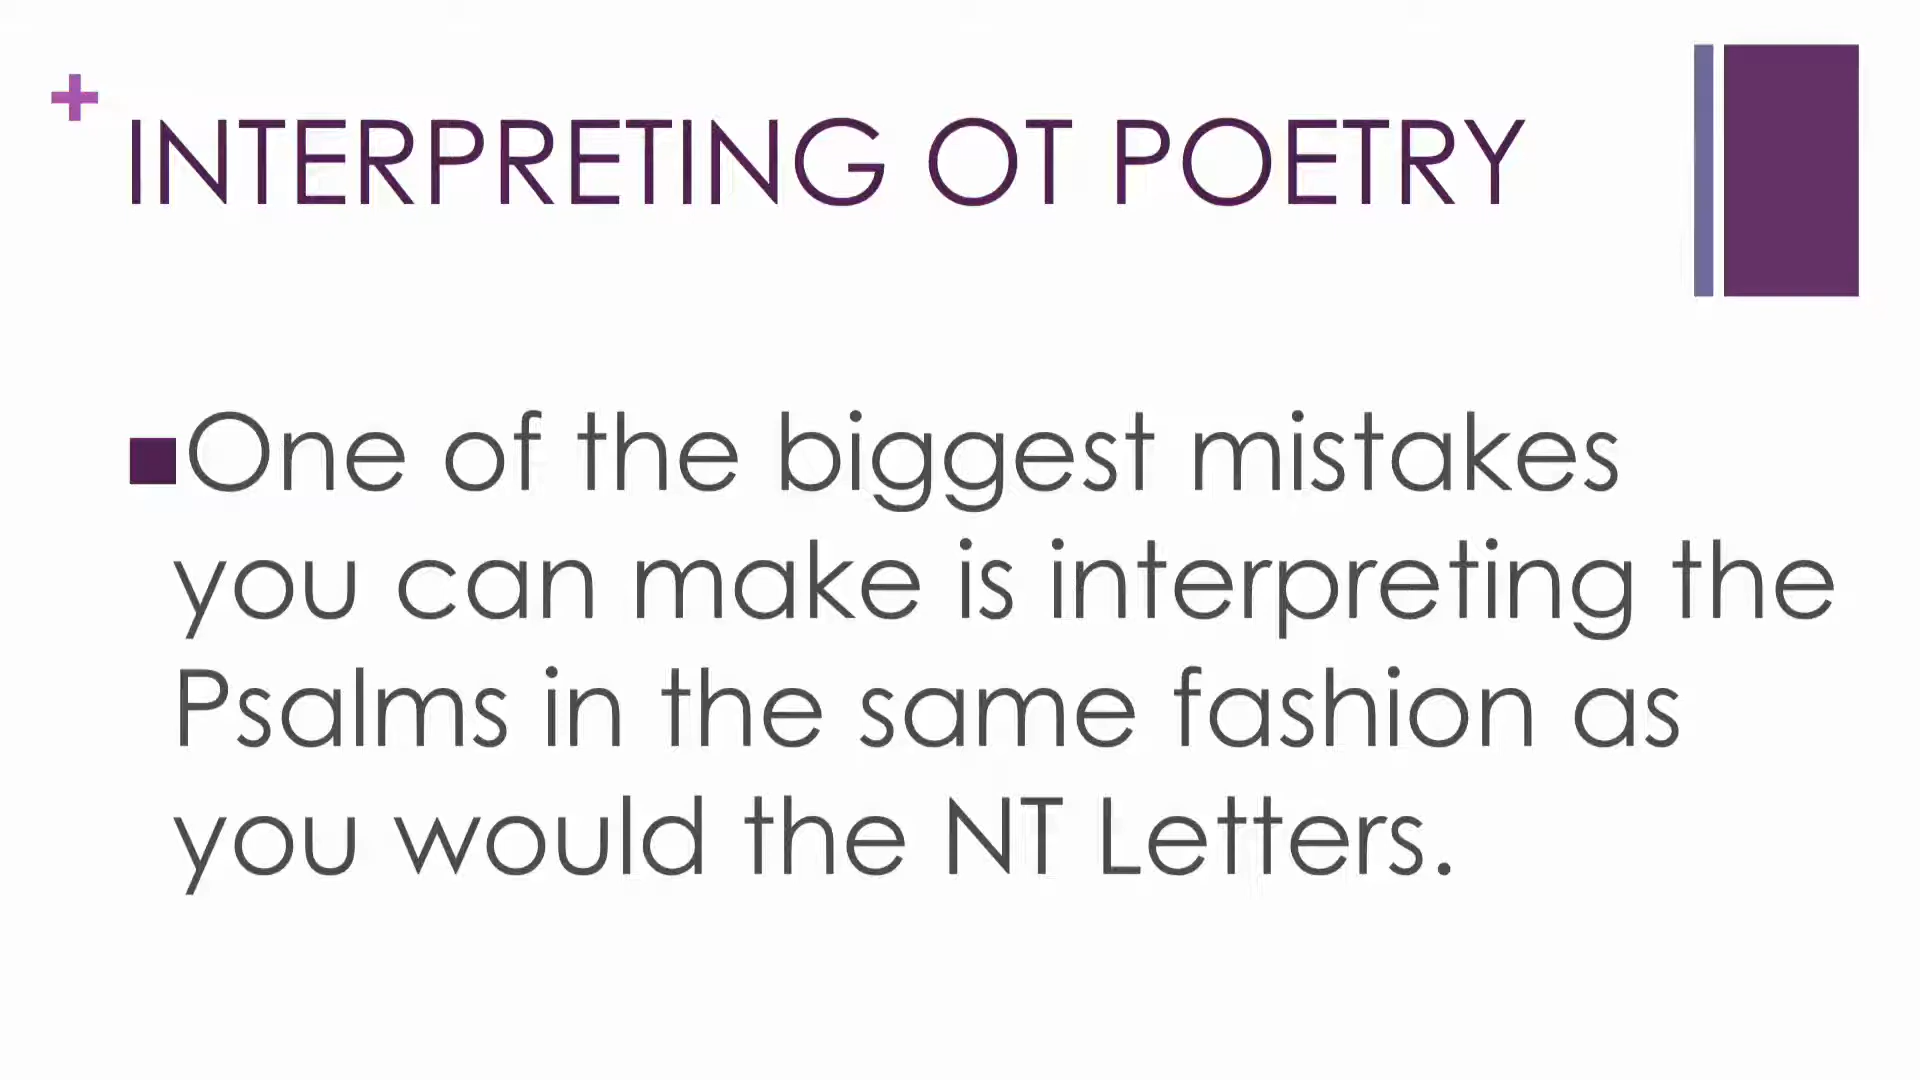 INTERPRETING OT POETRY
One of the biggest mistakes
you can make is interpreting the
Psalms in the same fashion as
you would the NT Letters.